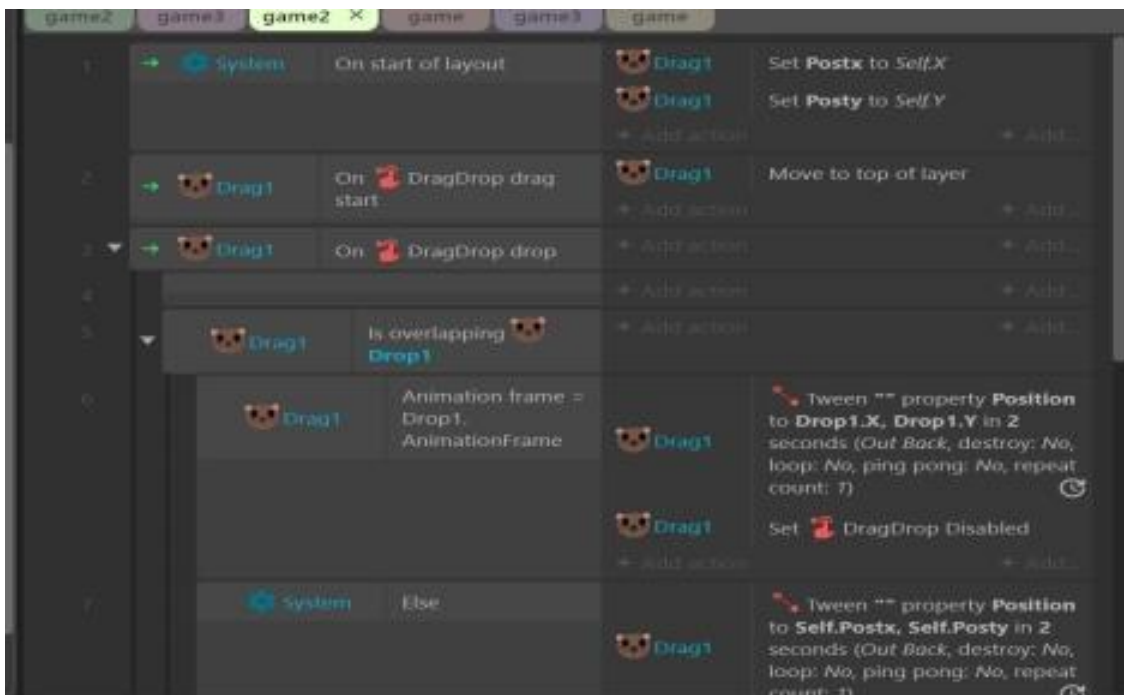 game2 game3 game2 × game game3 game
1 System On start of layout Drag1 Set Postx to Self.X
Drag1 Set Posty to Self.Y
+ Add action + Add...
2 Drag1 On DragDrop drag start Drag1 Move to top of layer
+ Add action + Add...
3 Drag1 On DragDrop drop + Add action + Add...
4 + Add action + Add...
5 Drag1 Is overlapping + Add action + Add...
Drop1
6 Drag1 Animation frame =
Drop1.
AnimationFrame
Drag1 Tween "" property Position
to Drop1.X, Drop1.Y in 2
seconds (Out Back, destroy: No,
loop: No, ping pong: No, repeat
count: 1)
Drag1 Set DragDrop Disabled
+ Add action + Add...
7 System Else
Drag1 Tween "" property Position
to Self.Postx, Self.Posty in 2
seconds (Out Back, destroy: No,
loop: No, ping pong: No, repeat
count: 1)